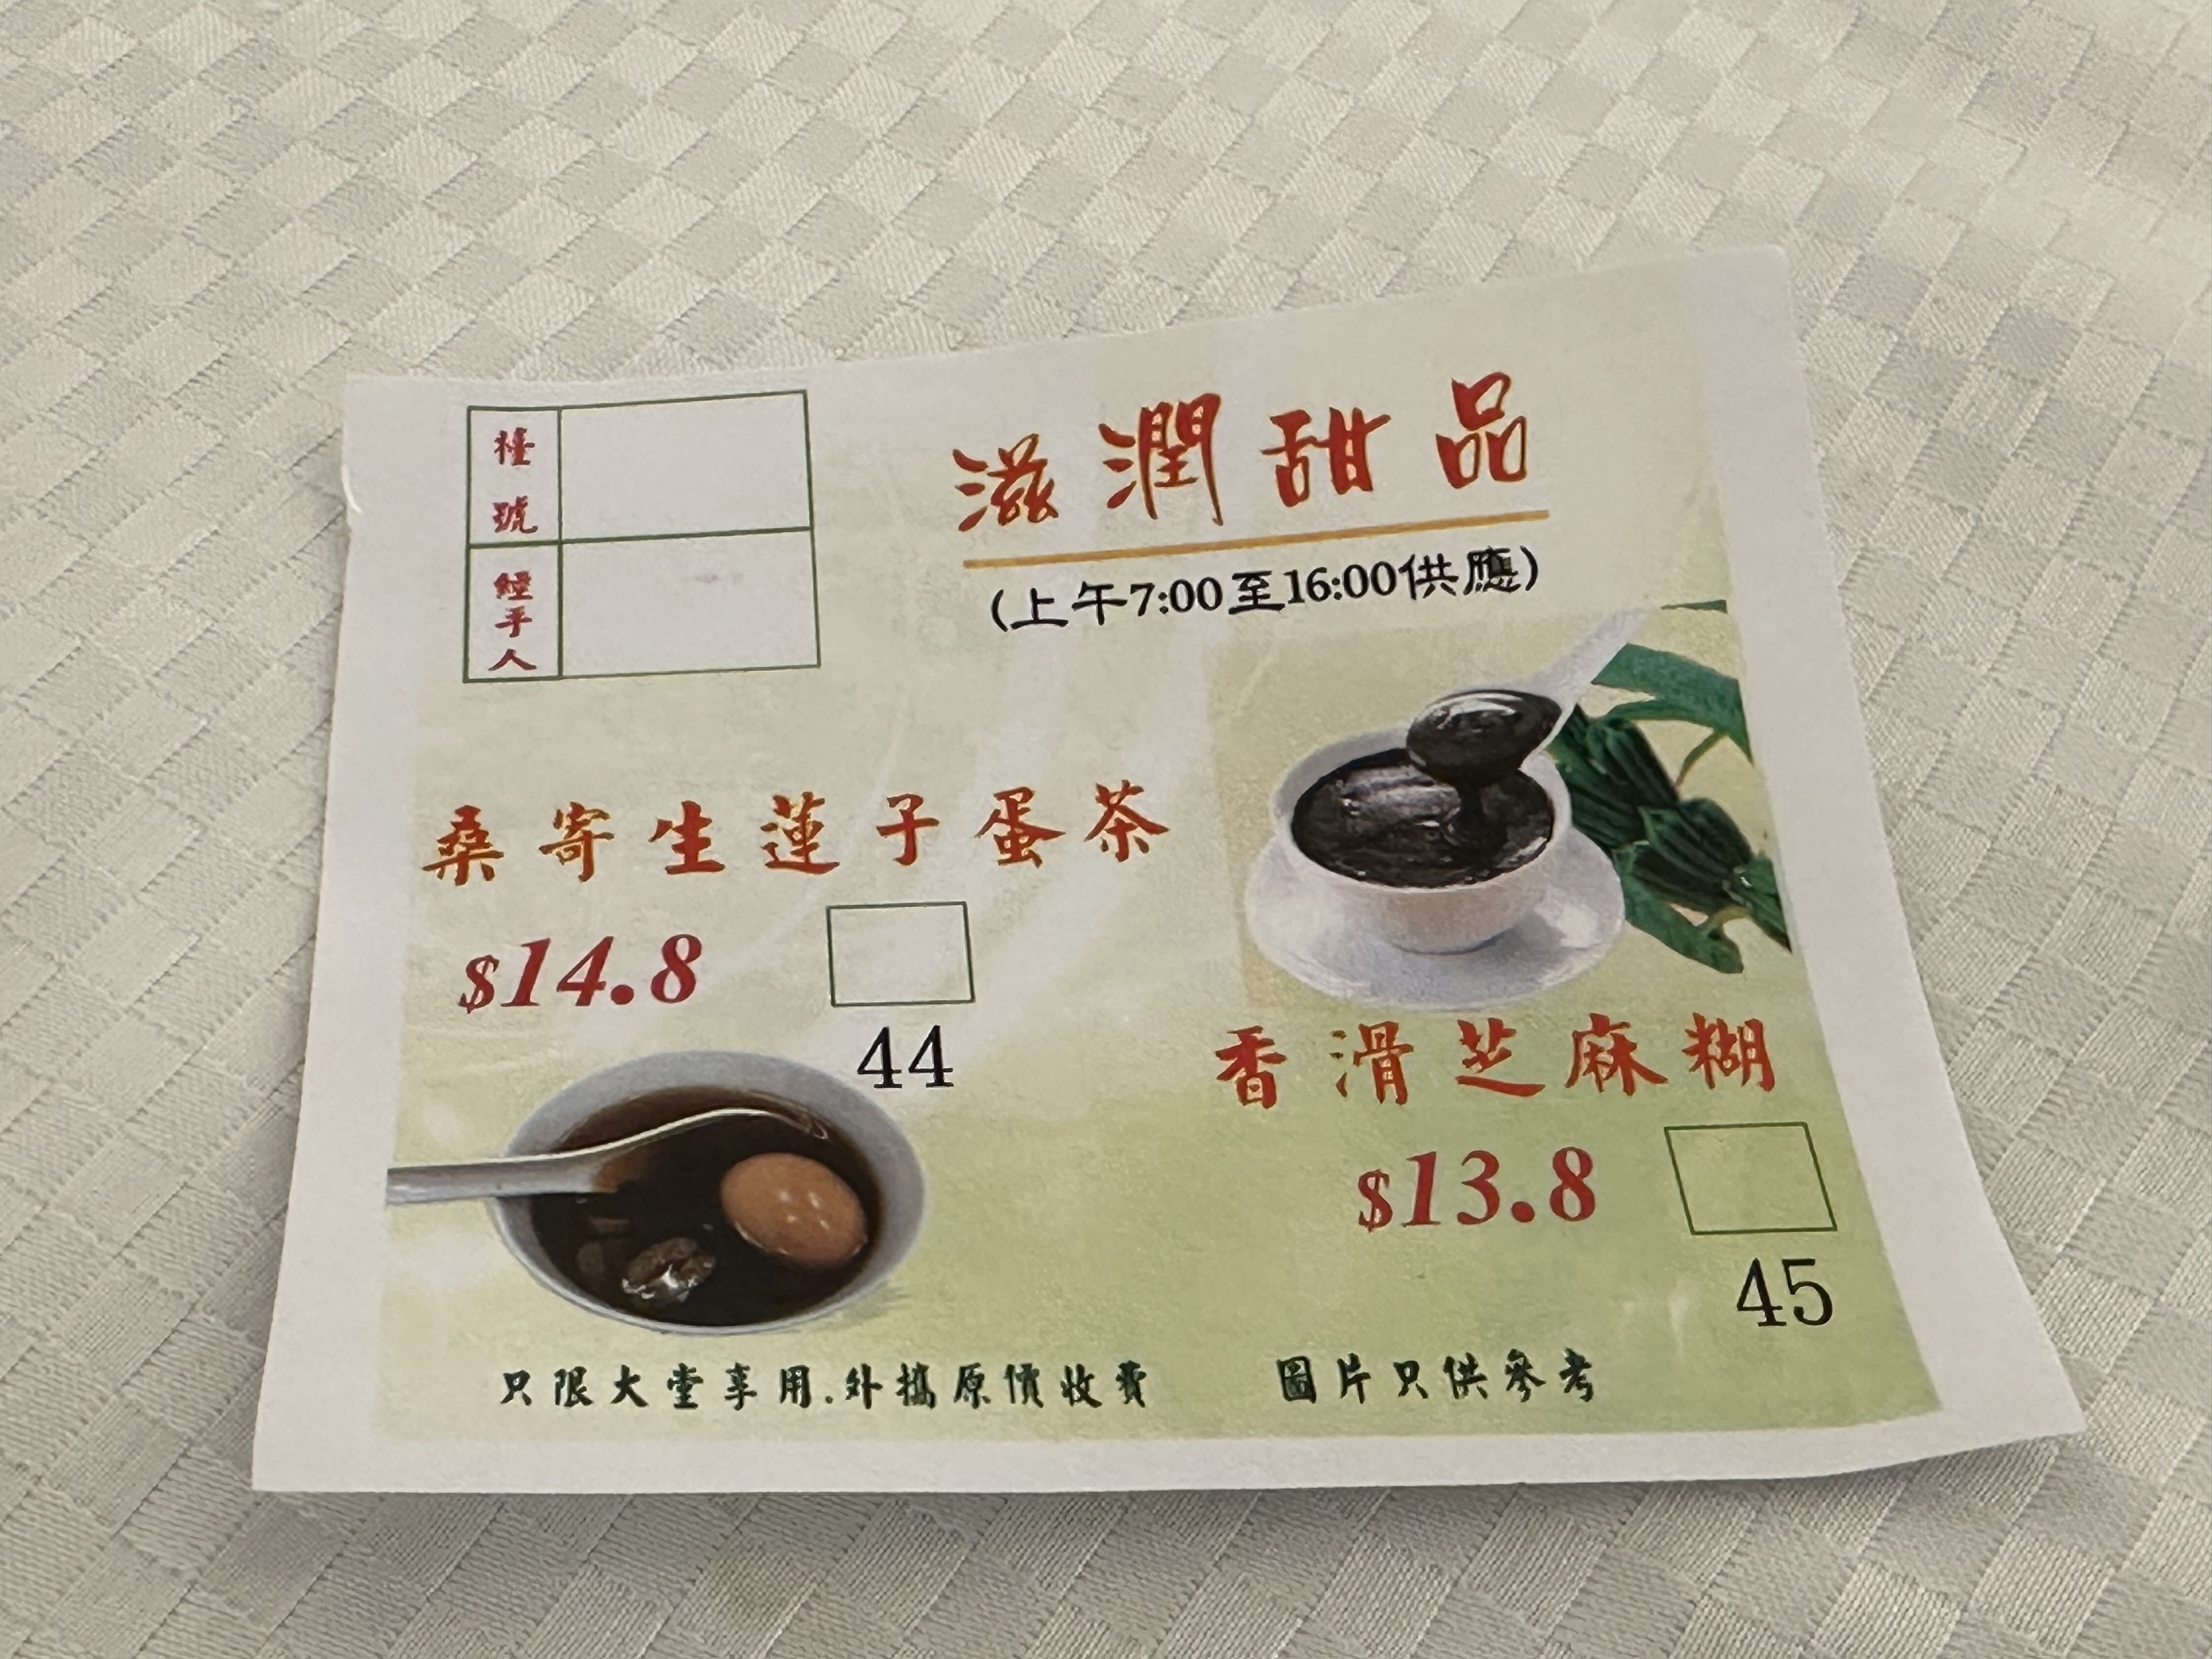 檯號
經手人
滋潤甜品
(上午7:00至16:00供應)
桑寄生蓮子蛋茶
$14.8
44
香滑芝麻糊
$13.8
45
只限大堂享用.外攜原價收費
圖片只供參考